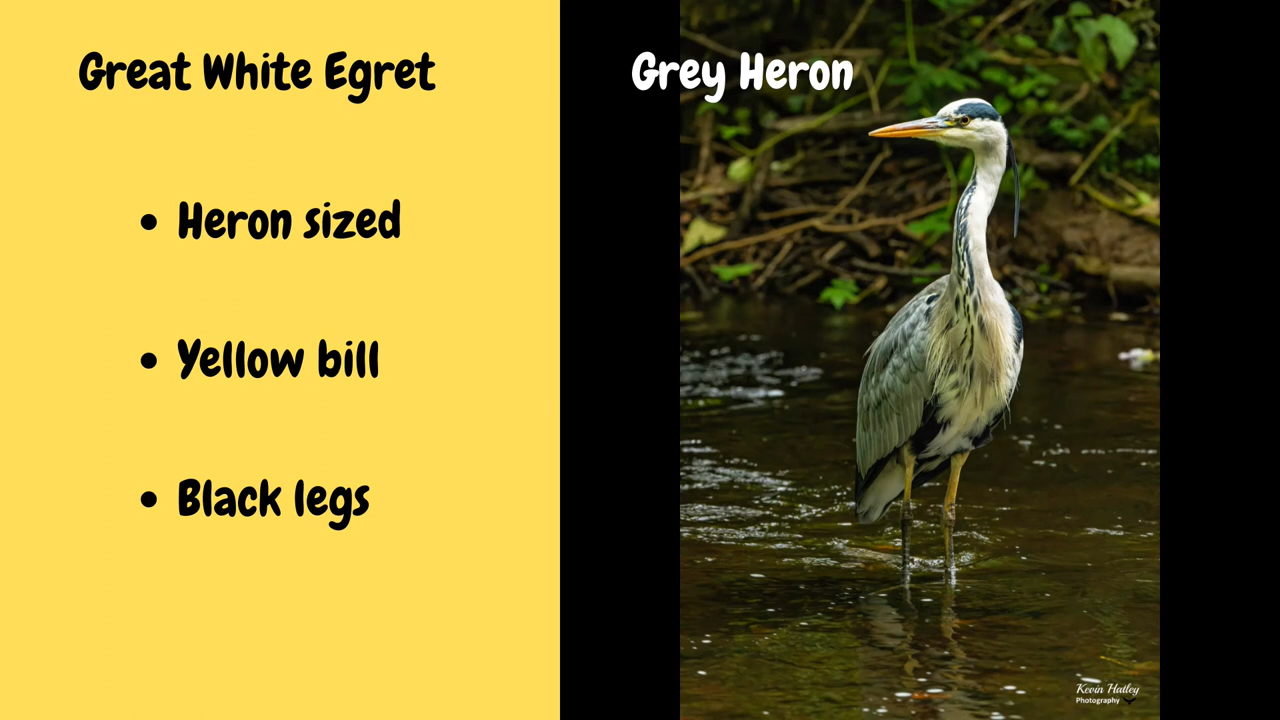 Great White Egret
• Heron sized
• Yellow bill
• Black legs
Grey Heron
Kevin Hatley
Photography